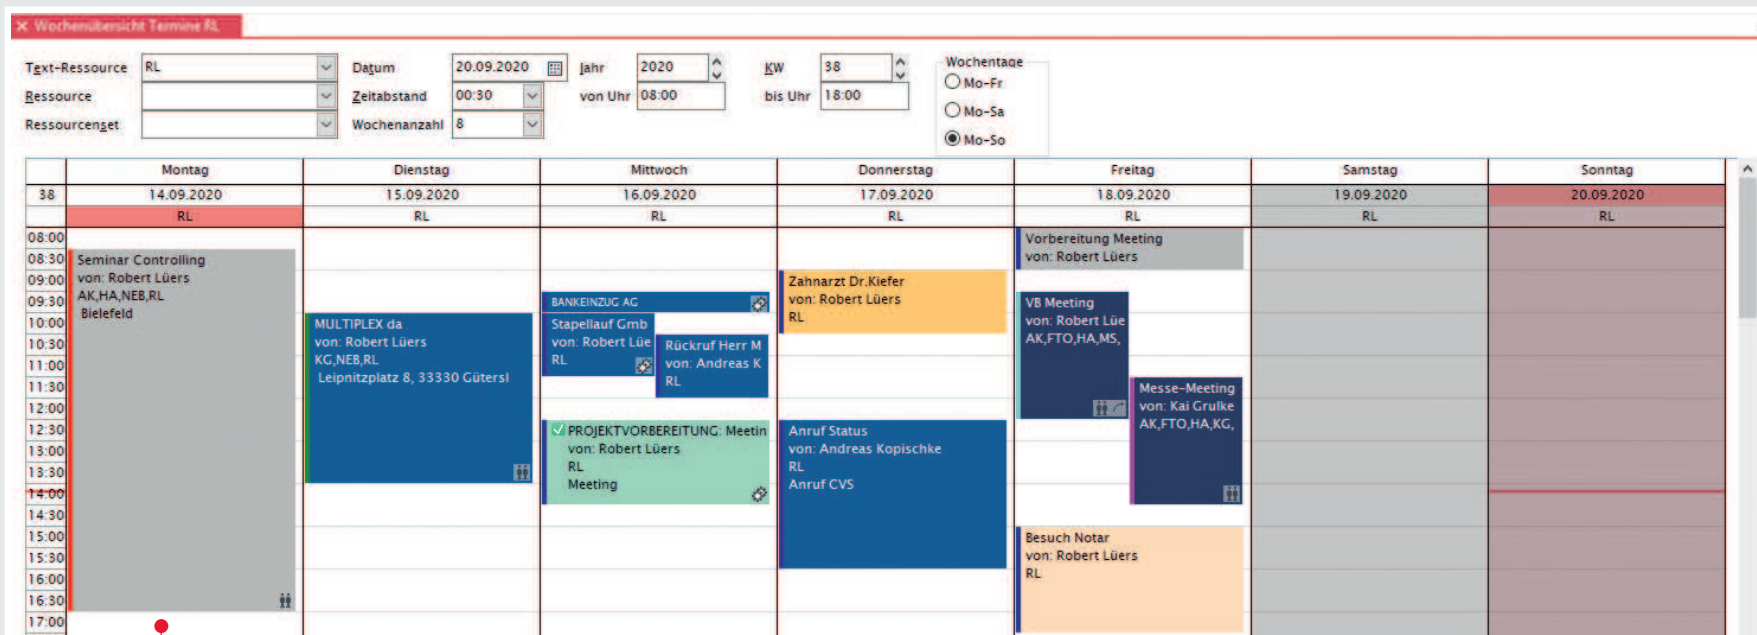 × Wochenübersicht Termine RL
Text-Ressource RL Datum 20.09.2020 Jahr 2020 KW 38 Wochentage
Ressource Zeitabstand 00:30 von Uhr 08:00 bis Uhr 18:00 Mo-Fr
Ressourcenset Wochenanzahl 8 Mo-Sa
Mo-So
Montag Dienstag Mittwoch Donnerstag Freitag Samstag Sonntag
38 14.09.2020 15.09.2020 16.09.2020 17.09.2020 18.09.2020 19.09.2020 20.09.2020
RL RL RL RL RL RL RL
08:00
08:30
09:00
09:30
10:00
10:30
11:00
11:30
12:00
12:30
13:00
13:30
14:00
14:30
15:00
15:30
16:00
16:30
17:00
Seminar Controlling
von: Robert Lüers
AK,HA,NEB,RL
Bielefeld
MULTIPLEX da
von: Robert Lüers
KG,NEB,RL
Leipnitzplatz 8, 33330 Gütersl
BANKEINZUG AG
Stapellauf Gmb
von: Robert Lüe
RL
Rückruf Herr M
von: Andreas K
RL
PROJEKTVORBEREITUNG: Meetin
von: Robert Lüers
RL
Meeting
Zahnarzt Dr.Kiefer
von: Robert Lüers
RL
Anruf Status
von: Andreas Kopischke
RL
Anruf CVS
Vorbereitung Meeting
von: Robert Lüers
VB Meeting
von: Robert Lüe
AK,FTO,HA,MS,
Messe-Meeting
von: Kai Grulke
AK,FTO,HA,KG,
Besuch Notar
von: Robert Lüers
RL